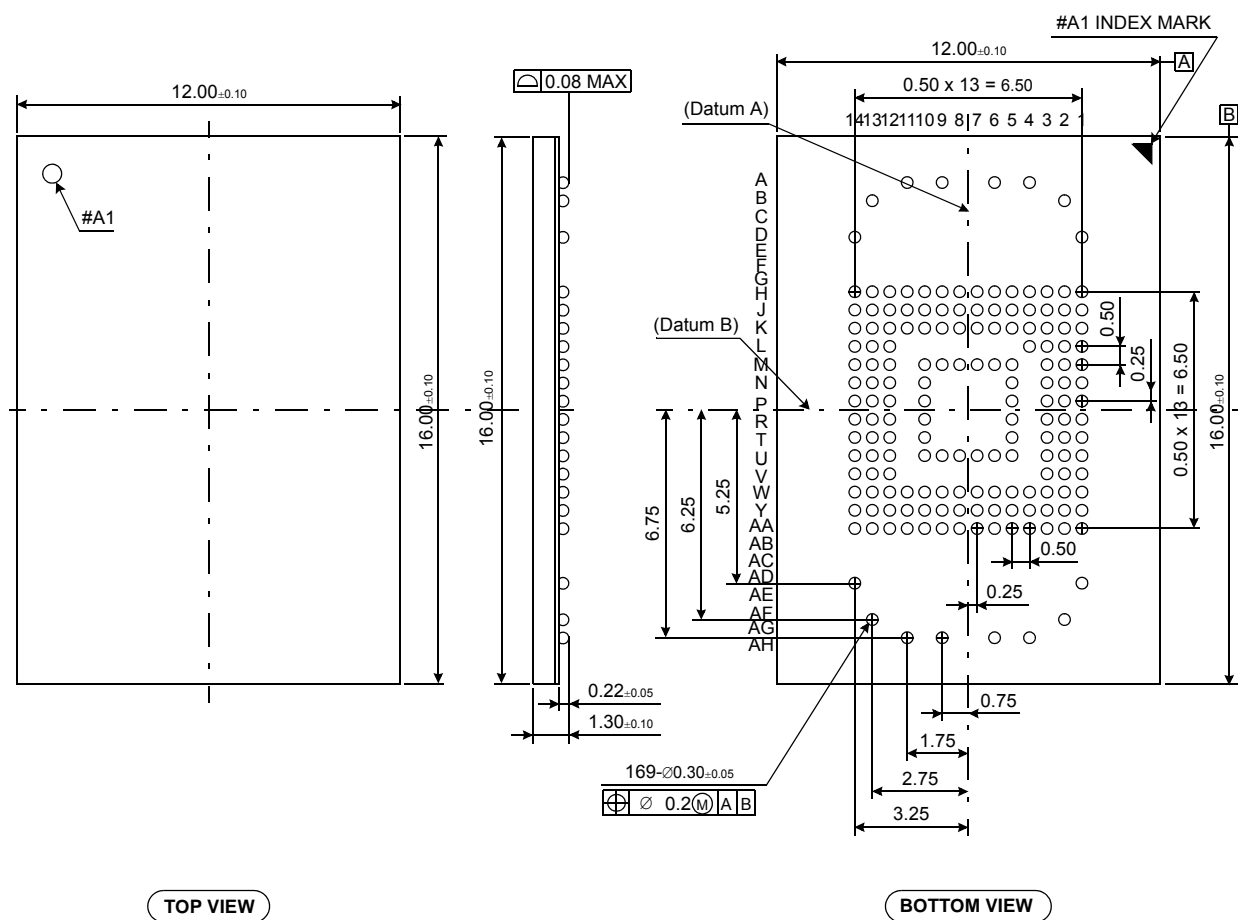 #A1 INDEX MARK
12.00±0.10
A
0.08 MAX
12.00±0.10
0.50 x 13 = 6.50
(Datum A)
B
14 13 12 11 10 9 8 7 6 5 4 3 2 1
#A1
A
B
C
D
E
F
G
H
J
K
L
M
N
P
R
T
U
V
W
Y
AA
AB
AC
AD
AE
AF
AG
AH
(Datum B)
0.50
0.25
0.50 x 13 = 6.50
16.00±0.10
16.00±0.10
16.00±0.10
5.25
6.25
6.75
0.50
0.25
0.22±0.05
1.30±0.10
0.75
1.75
169-∅0.30±0.05
2.75
⌖ ∅ 0.2Ⓜ A B
3.25
TOP VIEW
BOTTOM VIEW